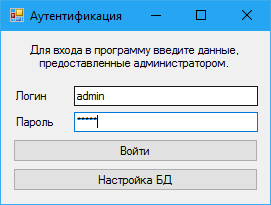 Аутентификация
Для входа в программу введите данные,
предоставленные администратором.
Логин admin
Пароль *****
Войти
Настройка БД